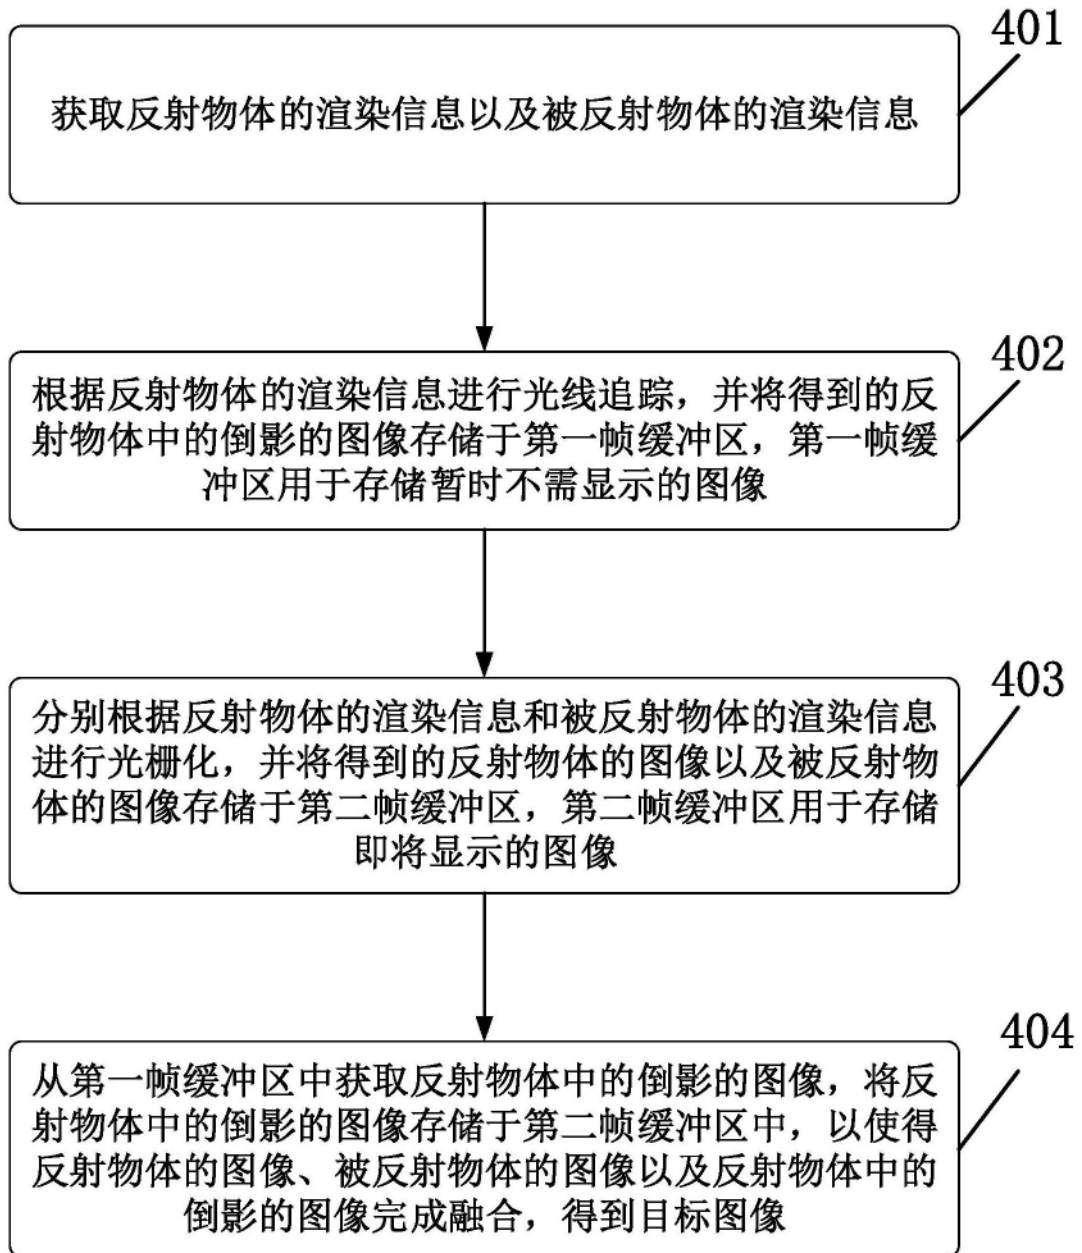 401
获取反射物体的渲染信息以及被反射物体的渲染信息
402
根据反射物体的渲染信息进行光线追踪，并将得到的反
射物体中的倒影的图像存储于第一帧缓冲区，第一帧缓
冲区用于存储暂时不需显示的图像
403
分别根据反射物体的渲染信息和被反射物体的渲染信息
进行光栅化，并将得到的反射物体的图像以及被反射物
体的图像存储于第二帧缓冲区，第二帧缓冲区用于存储
即将显示的图像
404
从第一帧缓冲区中获取反射物体中的倒影的图像，将反
射物体中的倒影的图像存储于第二帧缓冲区中，以使得
反射物体的图像、被反射物体的图像以及反射物体中的
倒影的图像完成融合，得到目标图像